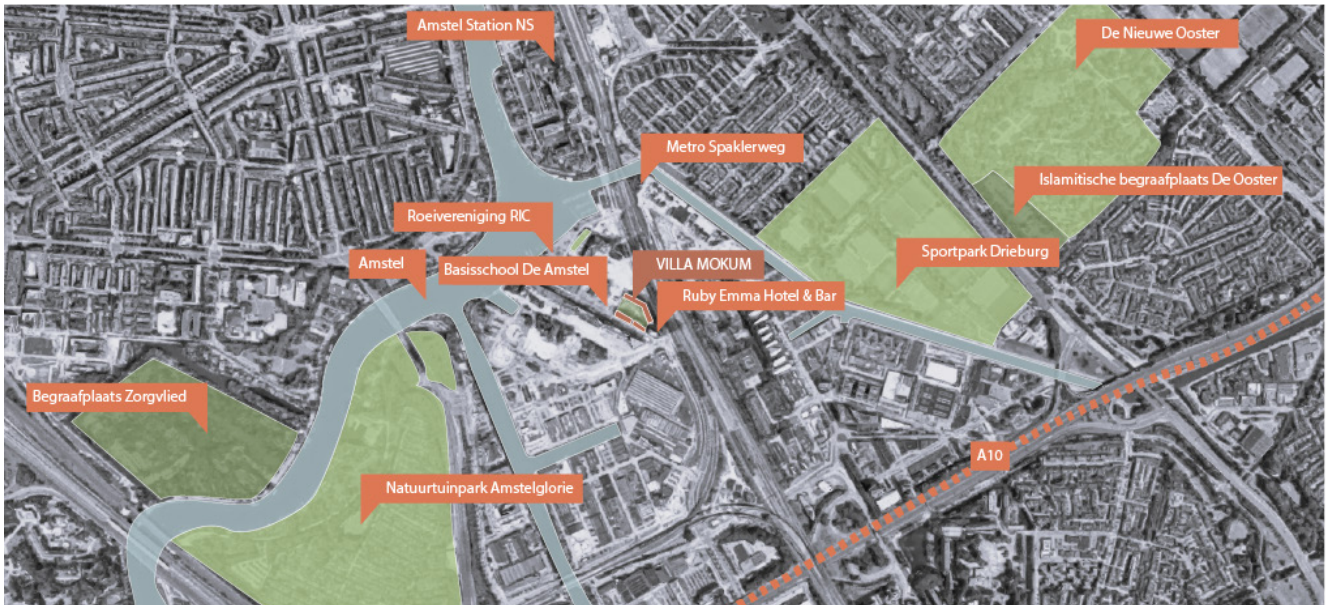 Amstel Station NS
De Nieuwe Ooster
Metro Spaklerweg
Islamitische begraafplaats De Ooster
Roeivereniging RIC
Sportpark Drieburg
Amstel
Basisschool De Amstel
VILLA MOKUM
Ruby Emma Hotel & Bar
Begraafplaats Zorgvlied
A10
Natuurtuinpark Amstelglorie